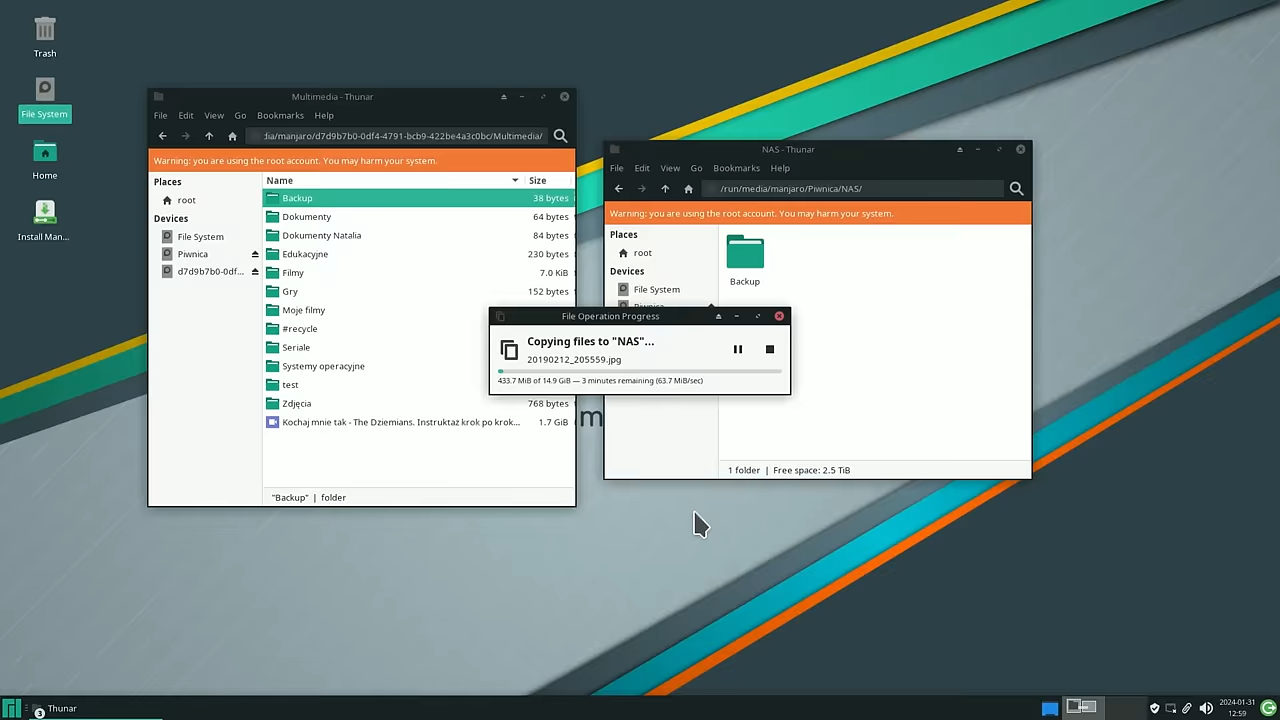 Trash
File System
Home
Install Man...
Multimedia - Thunar
File Edit View Go Bookmarks Help
dia/manjaro/d7d9b7b0-0df4-4791-bcb9-422be4a3c0bc/Multimedia/
Warning: you are using the root account. You may harm your system.
Places
root
Devices
File System
Piwnica
d7d9b7b0-0df...
Name Size
Backup 38 bytes
Dokumenty 64 bytes
Dokumenty Natalia 84 bytes
Edukacyjne 230 bytes
Filmy 7.0 KiB
Gry 152 bytes
Moje filmy
#recycle
Seriale
Systemy operacyjne
test
Zdjęcia 768 bytes
Kochaj mnie tak - The Dziemians. Instruktaż krok po krok... 1.7 GiB
"Backup" | folder
NAS - Thunar
File Edit View Go Bookmarks Help
/run/media/manjaro/Piwnica/NAS/
Warning: you are using the root account. You may harm your system.
Places
root
Devices
File System
Piwnica
Backup
1 folder | Free space: 2.5 TiB
File Operation Progress
Copying files to "NAS"...
20190212_205559.jpg
433.7 MiB of 14.9 GiB — 3 minutes remaining (63.7 MiB/sec)
m
3
Thunar
2024-01-31
12:59